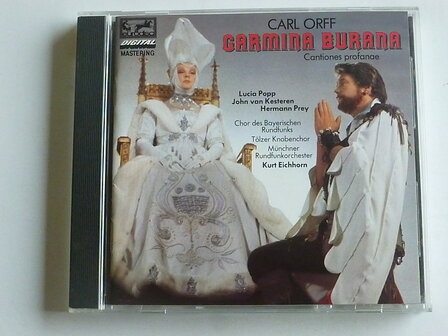 eurodisc
DIGITAL
MASTERING
CARL ORFF
CARMINA BURANA
Cantiones profanae
Lucia Popp
John van Kesteren
Hermann Prey
Chor des Bayerischen
Rundfunks
Tölzer Knabenchor
Münchner
Rundfunkorchester
Kurt Eichhorn